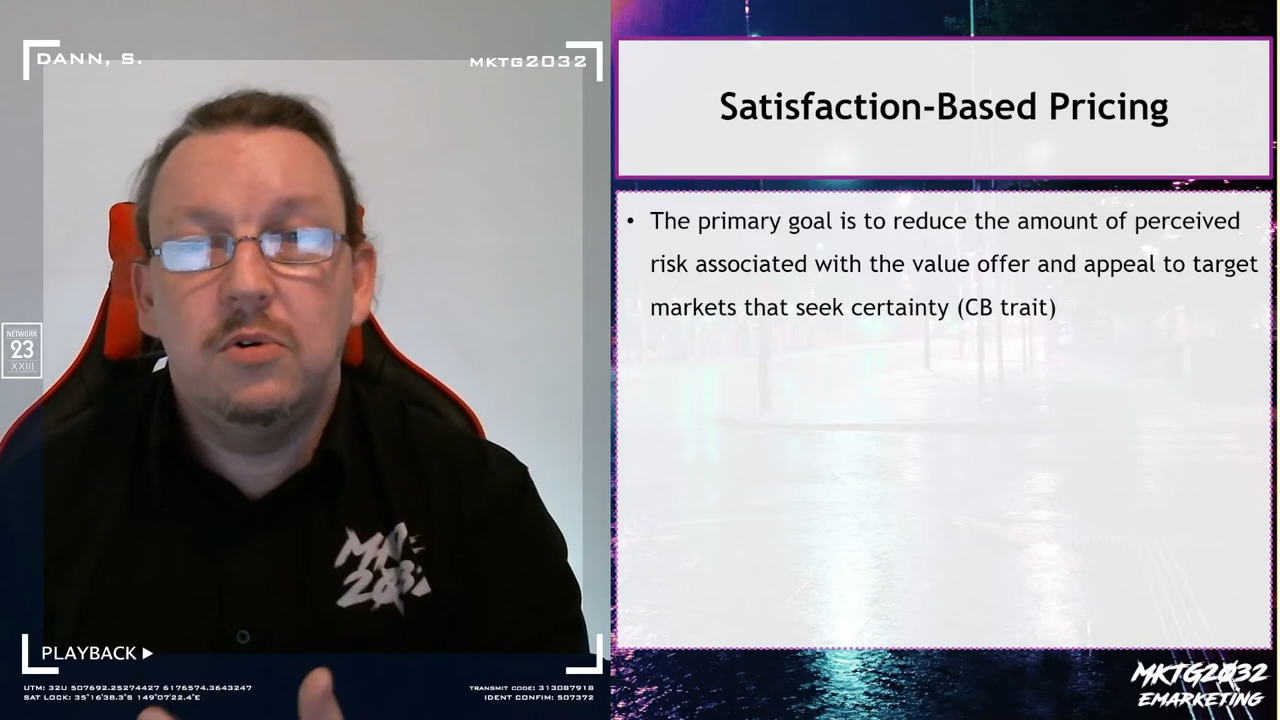 DANN, S.
MKTG2032
NETWORK
23
XXIII
PLAYBACK
UTM: 32U 507692.25274427 6176574.3643247
SAT LOCK: 35°16'38.3"S 149°07'22.4"E
TRANSMIT CODE: 313087918
IDENT CONFIM: 507372
Satisfaction-Based Pricing
• The primary goal is to reduce the amount of perceived
risk associated with the value offer and appeal to target
markets that seek certainty (CB trait)
MKTG2032
EMARKETING